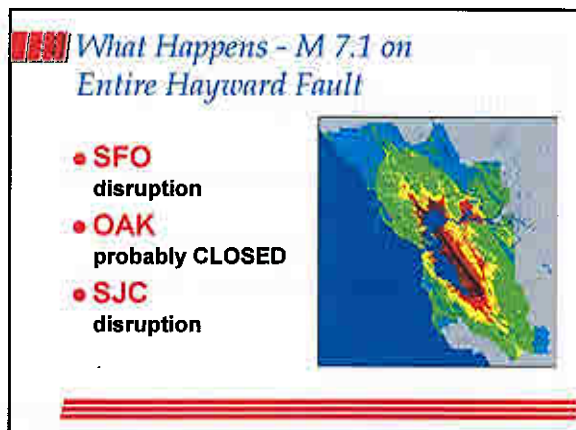 What Happens - M 7.1 on
Entire Hayward Fault
• SFO
disruption
• OAK
probably CLOSED
• SJC
disruption